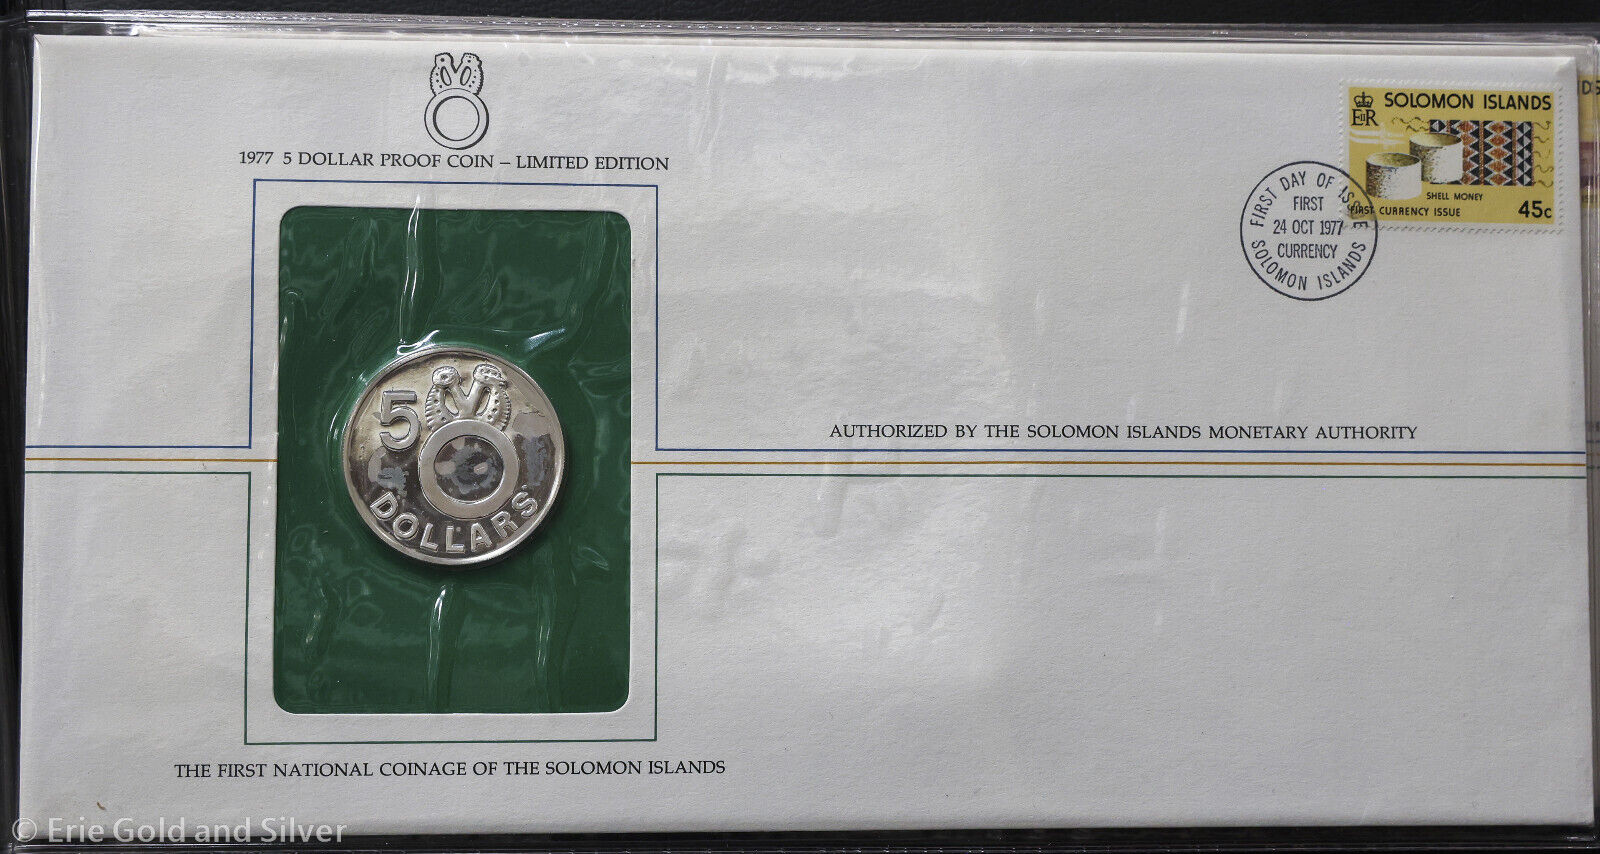 1977 5 DOLLAR PROOF COIN – LIMITED EDITION
5
DOLLARS
THE FIRST NATIONAL COINAGE OF THE SOLOMON ISLANDS
AUTHORIZED BY THE SOLOMON ISLANDS MONETARY AUTHORITY
EIIR
SOLOMON ISLANDS
SHELL MONEY
FIRST CURRENCY ISSUE
45c
FIRST DAY OF ISSUE
FIRST
24 OCT 1977
CURRENCY
SOLOMON ISLANDS
DS
© Erie Gold and Silver